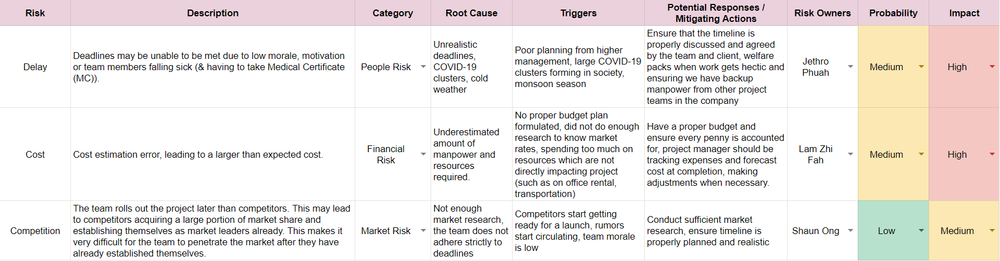 Risk
Description
Category
Root Cause
Triggers
Potential Responses /
Mitigating Actions
Risk Owners
Probability
Impact
Delay
Deadlines may be unable to be met due to low morale, motivation
or team members falling sick (& having to take Medical Certificate
(MC)).
People Risk
Unrealistic
deadlines,
COVID-19
clusters, cold
weather
Poor planning from higher
management, large COVID-19
clusters forming in society,
monsoon season
Ensure that the timeline is
properly discussed and agreed
by the team and client, welfare
packs when work gets hectic and
ensuring we have backup
manpower from other project
teams in the company
Jethro
Phuah
Medium
High
Cost
Cost estimation error, leading to a larger than expected cost.
Financial
Risk
Underestimated
amount of
manpower and
resources
required.
No proper budget plan
formulated, did not do enough
research to know market
rates, spending too much on
resources which are not
directly impacting project
(such as on office rental,
transportation)
Have a proper budget and
ensure every penny is accounted
for, project manager should be
tracking expenses and forecast
cost at completion, making
adjustments when necessary.
Lam Zhi
Fah
Medium
High
Competition
The team rolls out the project later than competitors. This may lead
to competitors acquiring a large portion of market share and
establishing themselves as market leaders already. This makes it
very difficult for the team to penetrate the market after they have
already established themselves.
Market Risk
Not enough
market research,
the team does not
adhere strictly to
deadlines
Competitors start getting
ready for a launch, rumors
start circulating, team morale
is low
Conduct sufficient market
research, ensure timeline is
properly planned and realistic
Shaun Ong
Low
Medium